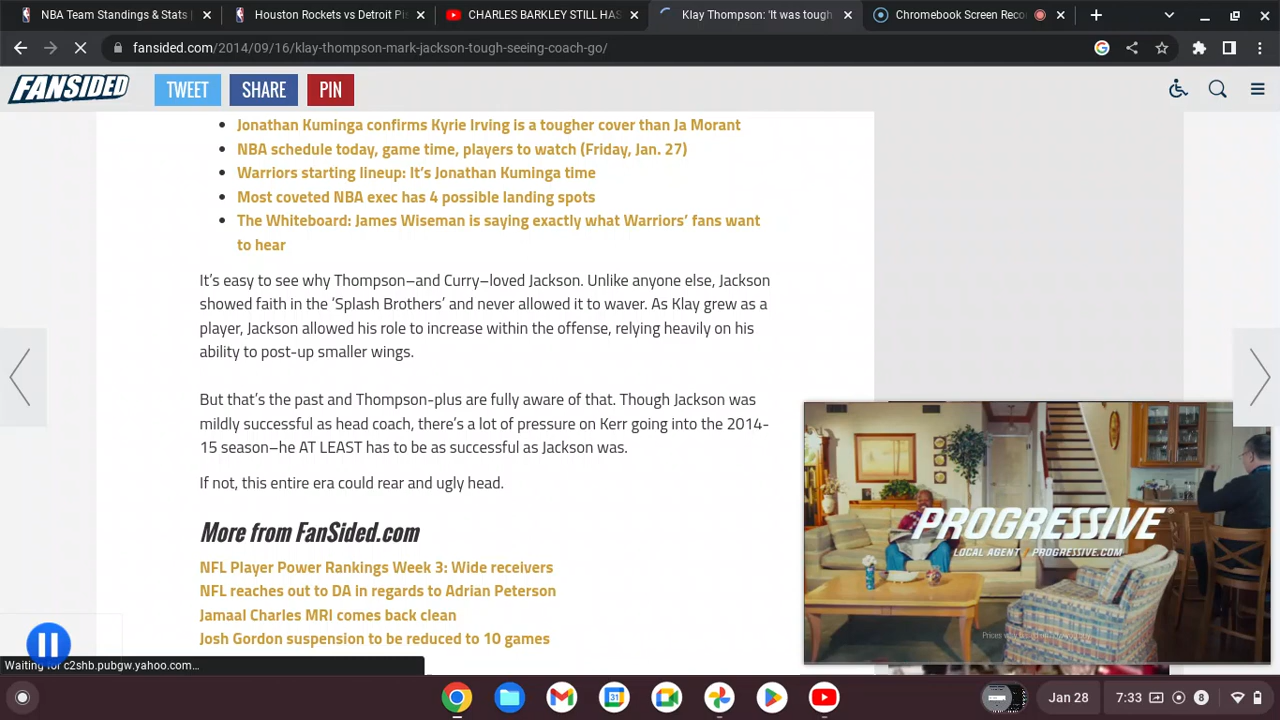 NBA Team Standings & Stats |
Houston Rockets vs Detroit Pi
CHARLES BARKLEY STILL HAS
Klay Thompson: 'It was tough
Chromebook Screen Reco
fansided.com/2014/09/16/klay-thompson-mark-jackson-tough-seeing-coach-go/
FANSIDED
TWEET
SHARE
PIN
Jonathan Kuminga confirms Kyrie Irving is a tougher cover than Ja Morant
NBA schedule today, game time, players to watch (Friday, Jan. 27)
Warriors starting lineup: It's Jonathan Kuminga time
Most coveted NBA exec has 4 possible landing spots
The Whiteboard: James Wiseman is saying exactly what Warriors' fans want
to hear
It's easy to see why Thompson–and Curry–loved Jackson. Unlike anyone else, Jackson
showed faith in the 'Splash Brothers' and never allowed it to waver. As Klay grew as a
player, Jackson allowed his role to increase within the offense, relying heavily on his
ability to post-up smaller wings.
But that's the past and Thompson-plus are fully aware of that. Though Jackson was
mildly successful as head coach, there's a lot of pressure on Kerr going into the 2014-
15 season–he AT LEAST has to be as successful as Jackson was.
If not, this entire era could rear and ugly head.
More from FanSided.com
NFL Player Power Rankings Week 3: Wide receivers
NFL reaches out to DA in regards to Adrian Peterson
Jamaal Charles MRI comes back clean
Josh Gordon suspension to be reduced to 10 games
PROGRESSIVE
LOCAL AGENT PROGRESSIVE.COM
Waiting for c2shb.pubgw.yahoo.com…
31
Jan 28
7:33
8